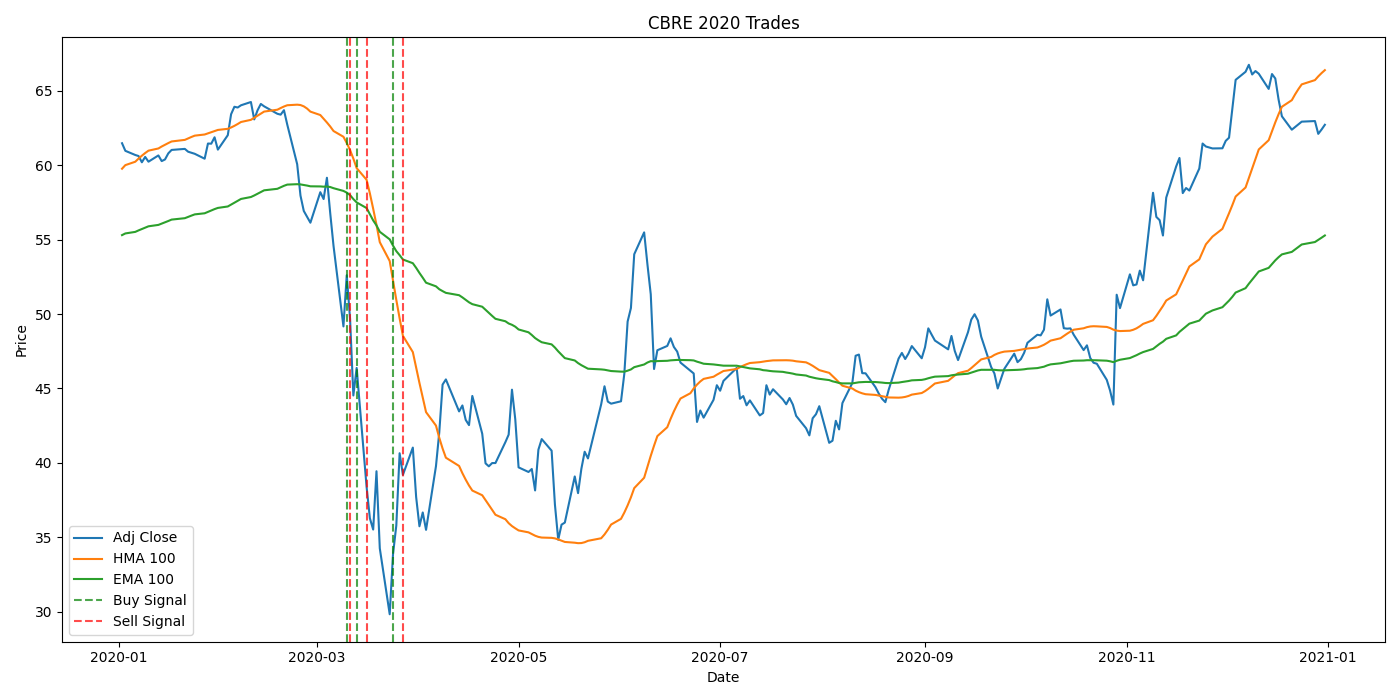 CBRE 2020 Trades
Price
65
60
55
50
45
40
35
30
Adj Close
HMA 100
EMA 100
Buy Signal
Sell Signal
2020-01 2020-03 2020-05 2020-07 2020-09 2020-11 2021-01
Date